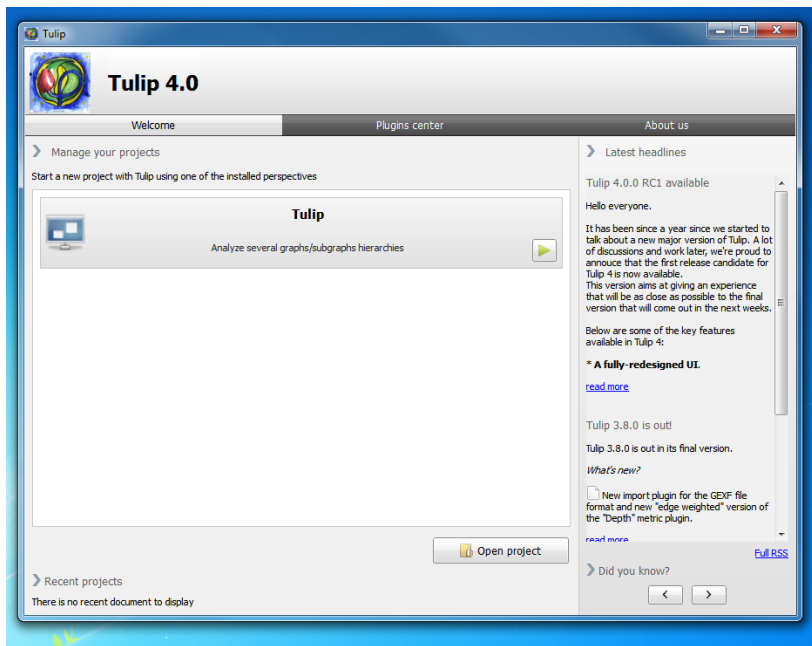 Tulip
Tulip 4.0
Welcome
Plugins center
About us
Manage your projects
Start a new project with Tulip using one of the installed perspectives
Tulip
Analyze several graphs/subgraphs hierarchies
Open project
Recent projects
There is no recent document to display
Latest headlines
Tulip 4.0.0 RC1 available
Hello everyone.
It has been since a year since we started to
talk about a new major version of Tulip. A lot
of discussions and work later, we're proud to
annouce that the first release candidate for
Tulip 4 is now available.
This version aims at giving an experience
that will be as close as possible to the final
version that will come out in the next weeks.
Below are some of the key features
available in Tulip 4:
* A fully-redesigned UI.
read more
Tulip 3.8.0 is out!
Tulip 3.8.0 is out in its final version.
What's new?
New import plugin for the GEXF file
format and new "edge weighted" version of
the "Depth" metric plugin.
read more
Full RSS
Did you know?